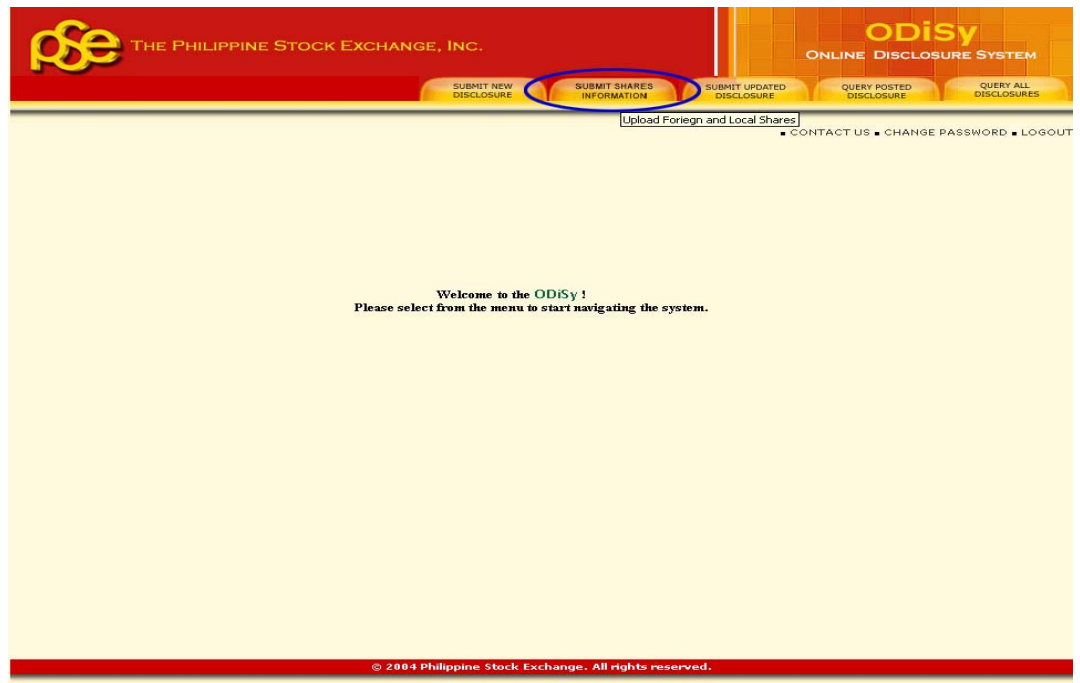 pse
THE PHILIPPINE STOCK EXCHANGE, INC.
ODiSy
ONLINE DISCLOSURE SYSTEM
SUBMIT NEW
DISCLOSURE
SUBMIT SHARES
INFORMATION
SUBMIT UPDATED
DISCLOSURE
QUERY POSTED
DISCLOSURE
QUERY ALL
DISCLOSURES
Upload Foriegn and Local Shares
▪ CONTACT US ▪ CHANGE PASSWORD ▪ LOGOUT
Welcome to the ODiSy !
Please select from the menu to start navigating the system.
© 2004 Philippine Stock Exchange. All rights reserved.